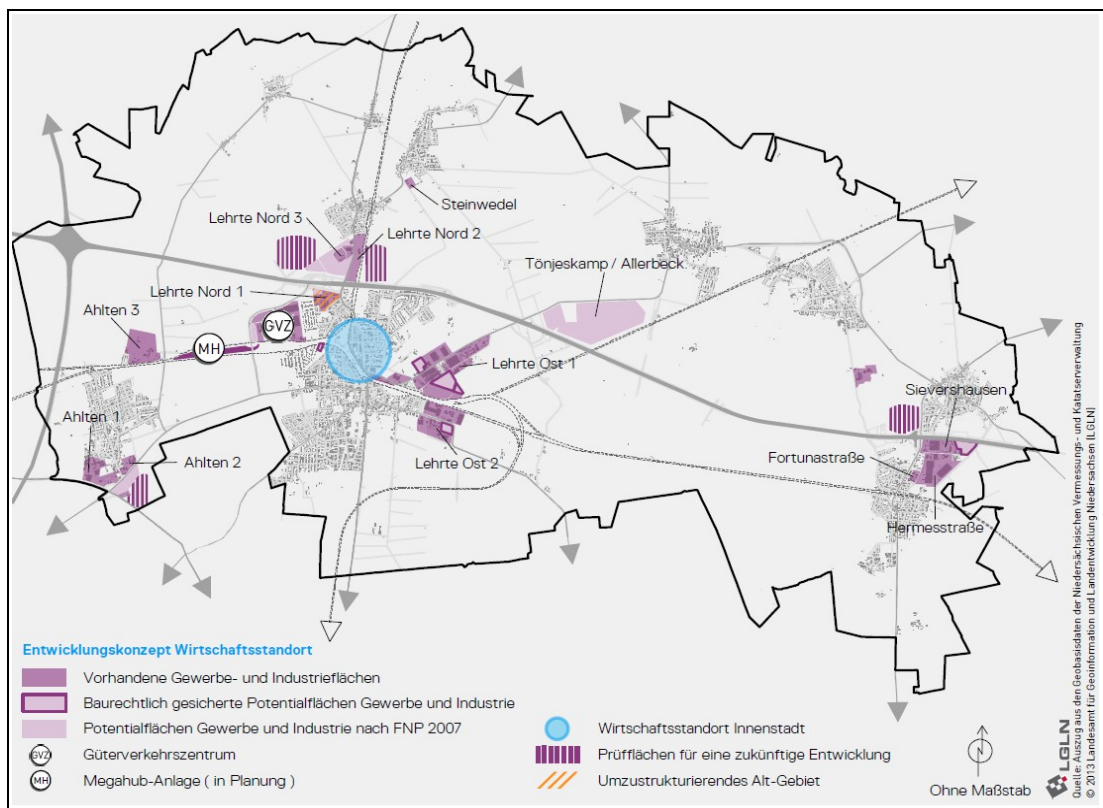 Steinwedel
Lehrte Nord 3
Lehrte Nord 2
Tönjeskamp / Allerbeck
Lehrte Nord 1
Ahlten 3
GVZ
MH
Lehrte Ost 1
Sievershausen
Ahlten 1
Ahlten 2
Lehrte Ost 2
Fortunastraße
Hermesstraße
Entwicklungskonzept Wirtschaftsstandort
Vorhandene Gewerbe- und Industrieflächen
Baurechtlich gesicherte Potentialflächen Gewerbe und Industrie
Potentialflächen Gewerbe und Industrie nach FNP 2007
GVZ Güterverkehrszentrum
MH Megahub-Anlage ( in Planung )
Wirtschaftsstandort Innenstadt
Prüfflächen für eine zukünftige Entwicklung
Umzustrukturierendes Alt-Gebiet
Ohne Maßstab
LGLN
Quelle: Auszug aus den Geobasisdaten der Niedersächsischen Vermessungs- und Katasterverwaltung
© 2013 Landesamt für Geoinformation und Landentwicklung Niedersachsen (LGLN)